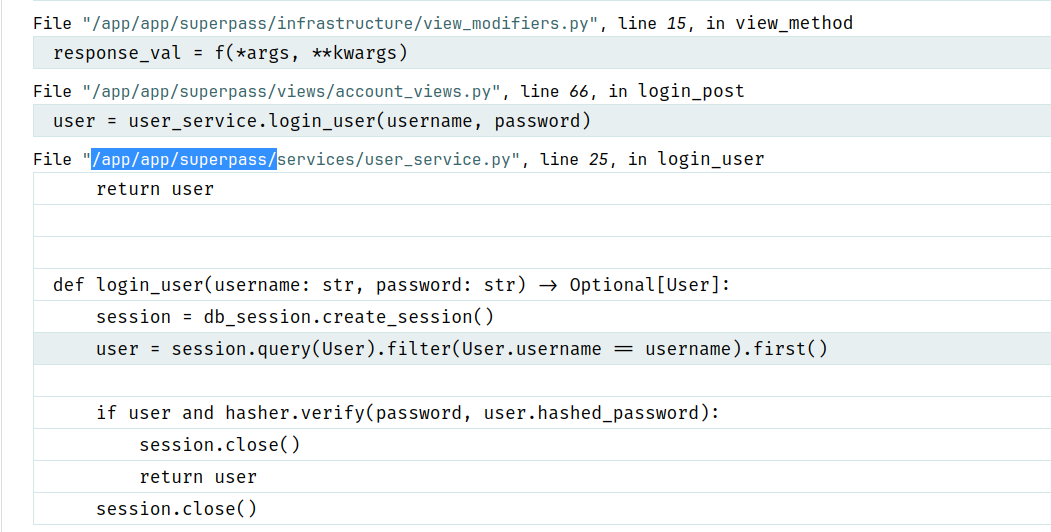 File "/app/app/superpass/infrastructure/view_modifiers.py", line 15, in view_method
response_val = f(*args, **kwargs)
File "/app/app/superpass/views/account_views.py", line 66, in login_post
user = user_service.login_user(username, password)
File "/app/app/superpass/services/user_service.py", line 25, in login_user
return user
def login_user(username: str, password: str) -> Optional[User]:
session = db_session.create_session()
user = session.query(User).filter(User.username == username).first()
if user and hasher.verify(password, user.hashed_password):
session.close()
return user
session.close()